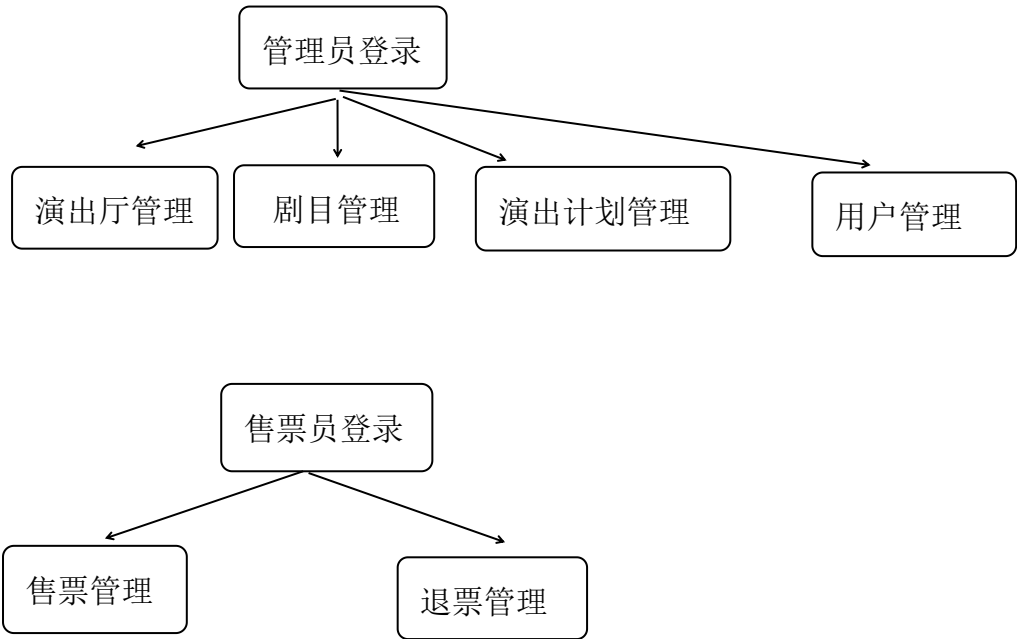 管理员登录
演出厅管理
剧目管理
演出计划管理
用户管理
售票员登录
售票管理
退票管理